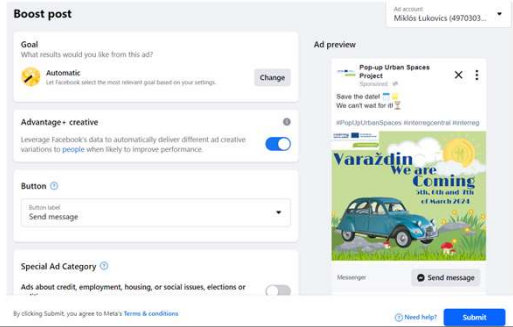 Boost post
Ad account
Miklós Lukovics (4970303...
Goal
What results would you like from this ad?
Automatic
Let Facebook select the most relevant goal based on your settings.
Change
Advantage+ creative
Leverage Facebook's data to automatically deliver different ad creative
variations to people when likely to improve performance.
Button
Button label
Send message
Special Ad Category
Ads about credit, employment, housing, or social issues, elections or
Ad preview
Pop-up Urban Spaces
Project
Sponsored
Save the date!
We can't wait for it!
#PopUpUrbanSpaces #interregcentral #interreg
Varaždin
We are
Coming
5th, 6th and 7th
of March 2024
Messenger
Send message
By clicking Submit, you agree to Meta's Terms & conditions
Need help?
Submit